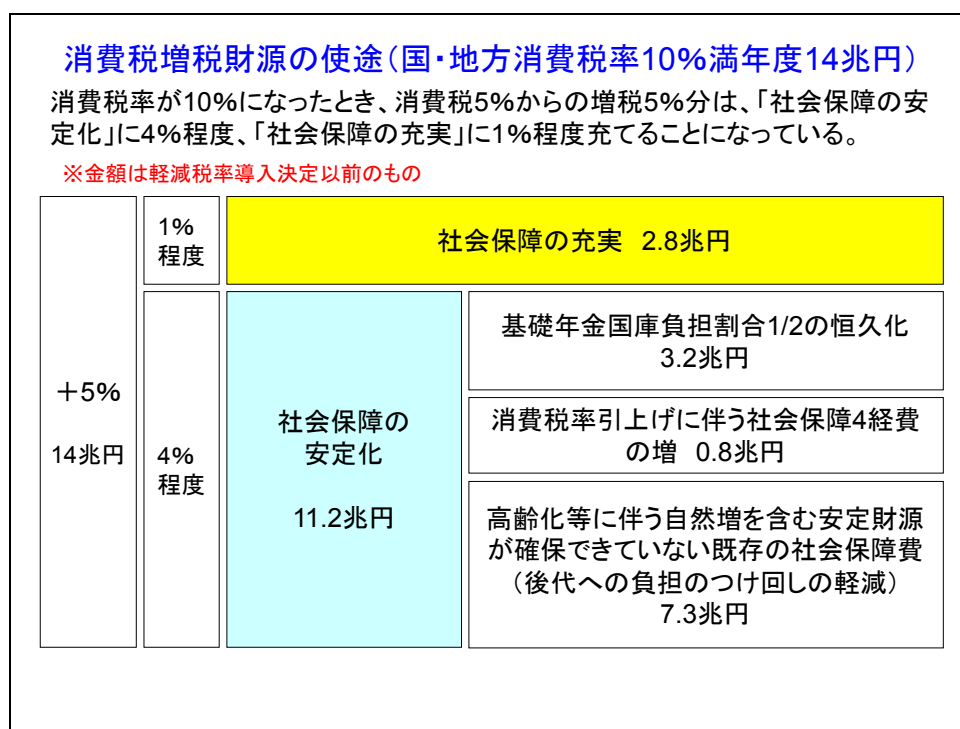 消費税増税財源の使途(国・地方消費税率10%満年度14兆円)
消費税率が10%になったとき、消費税5%からの増税5%分は、「社会保障の安
定化」に4%程度、「社会保障の充実」に1%程度充てることになっている。
※金額は軽減税率導入決定以前のもの
+5%
14兆円
1%
程度
社会保障の充実 2.8兆円
4%
程度
社会保障の
安定化
11.2兆円
基礎年金国庫負担割合1/2の恒久化
3.2兆円
消費税率引上げに伴う社会保障4経費
の増 0.8兆円
高齢化等に伴う自然増を含む安定財源
が確保できていない既存の社会保障費
(後代への負担のつけ回しの軽減)
7.3兆円